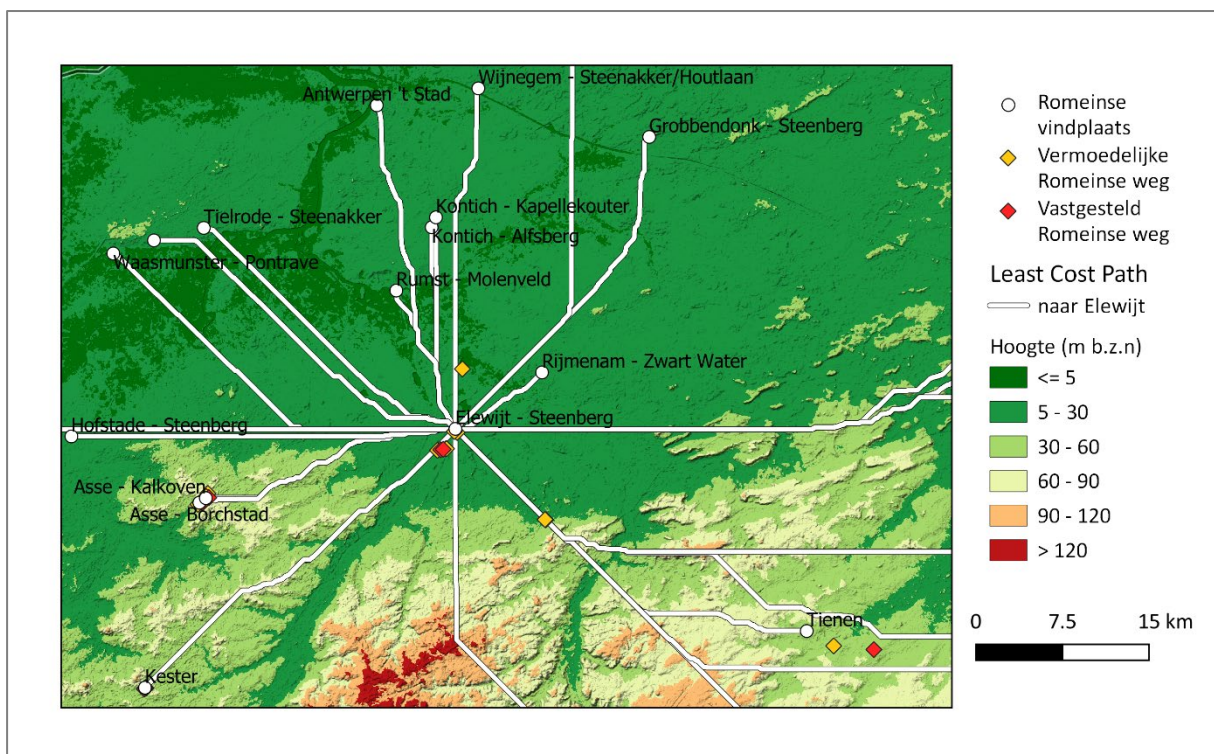 Wijnegem - Steenakker/Houtlaan
Antwerpen 't Stad
Grobbendonk - Steenberg
Kontich - Kapellekouter
Tielrode - Steenakker
Kontich - Alfsberg
Waasmunster - Pontrave
Rumst - Molenveld
Rijmenam - Zwart Water
Elewijt - Steenberg
Hofstade - Steenberg
Asse - Kalkoven
Asse - Borchstad
Tienen
Kester
Romeinse
vindplaats
Vermoedelijke
Romeinse weg
Vastgesteld
Romeinse weg
Least Cost Path
naar Elewijt
Hoogte (m b.z.n)
<= 5
5 - 30
30 - 60
60 - 90
90 - 120
> 120
0 7.5 15 km